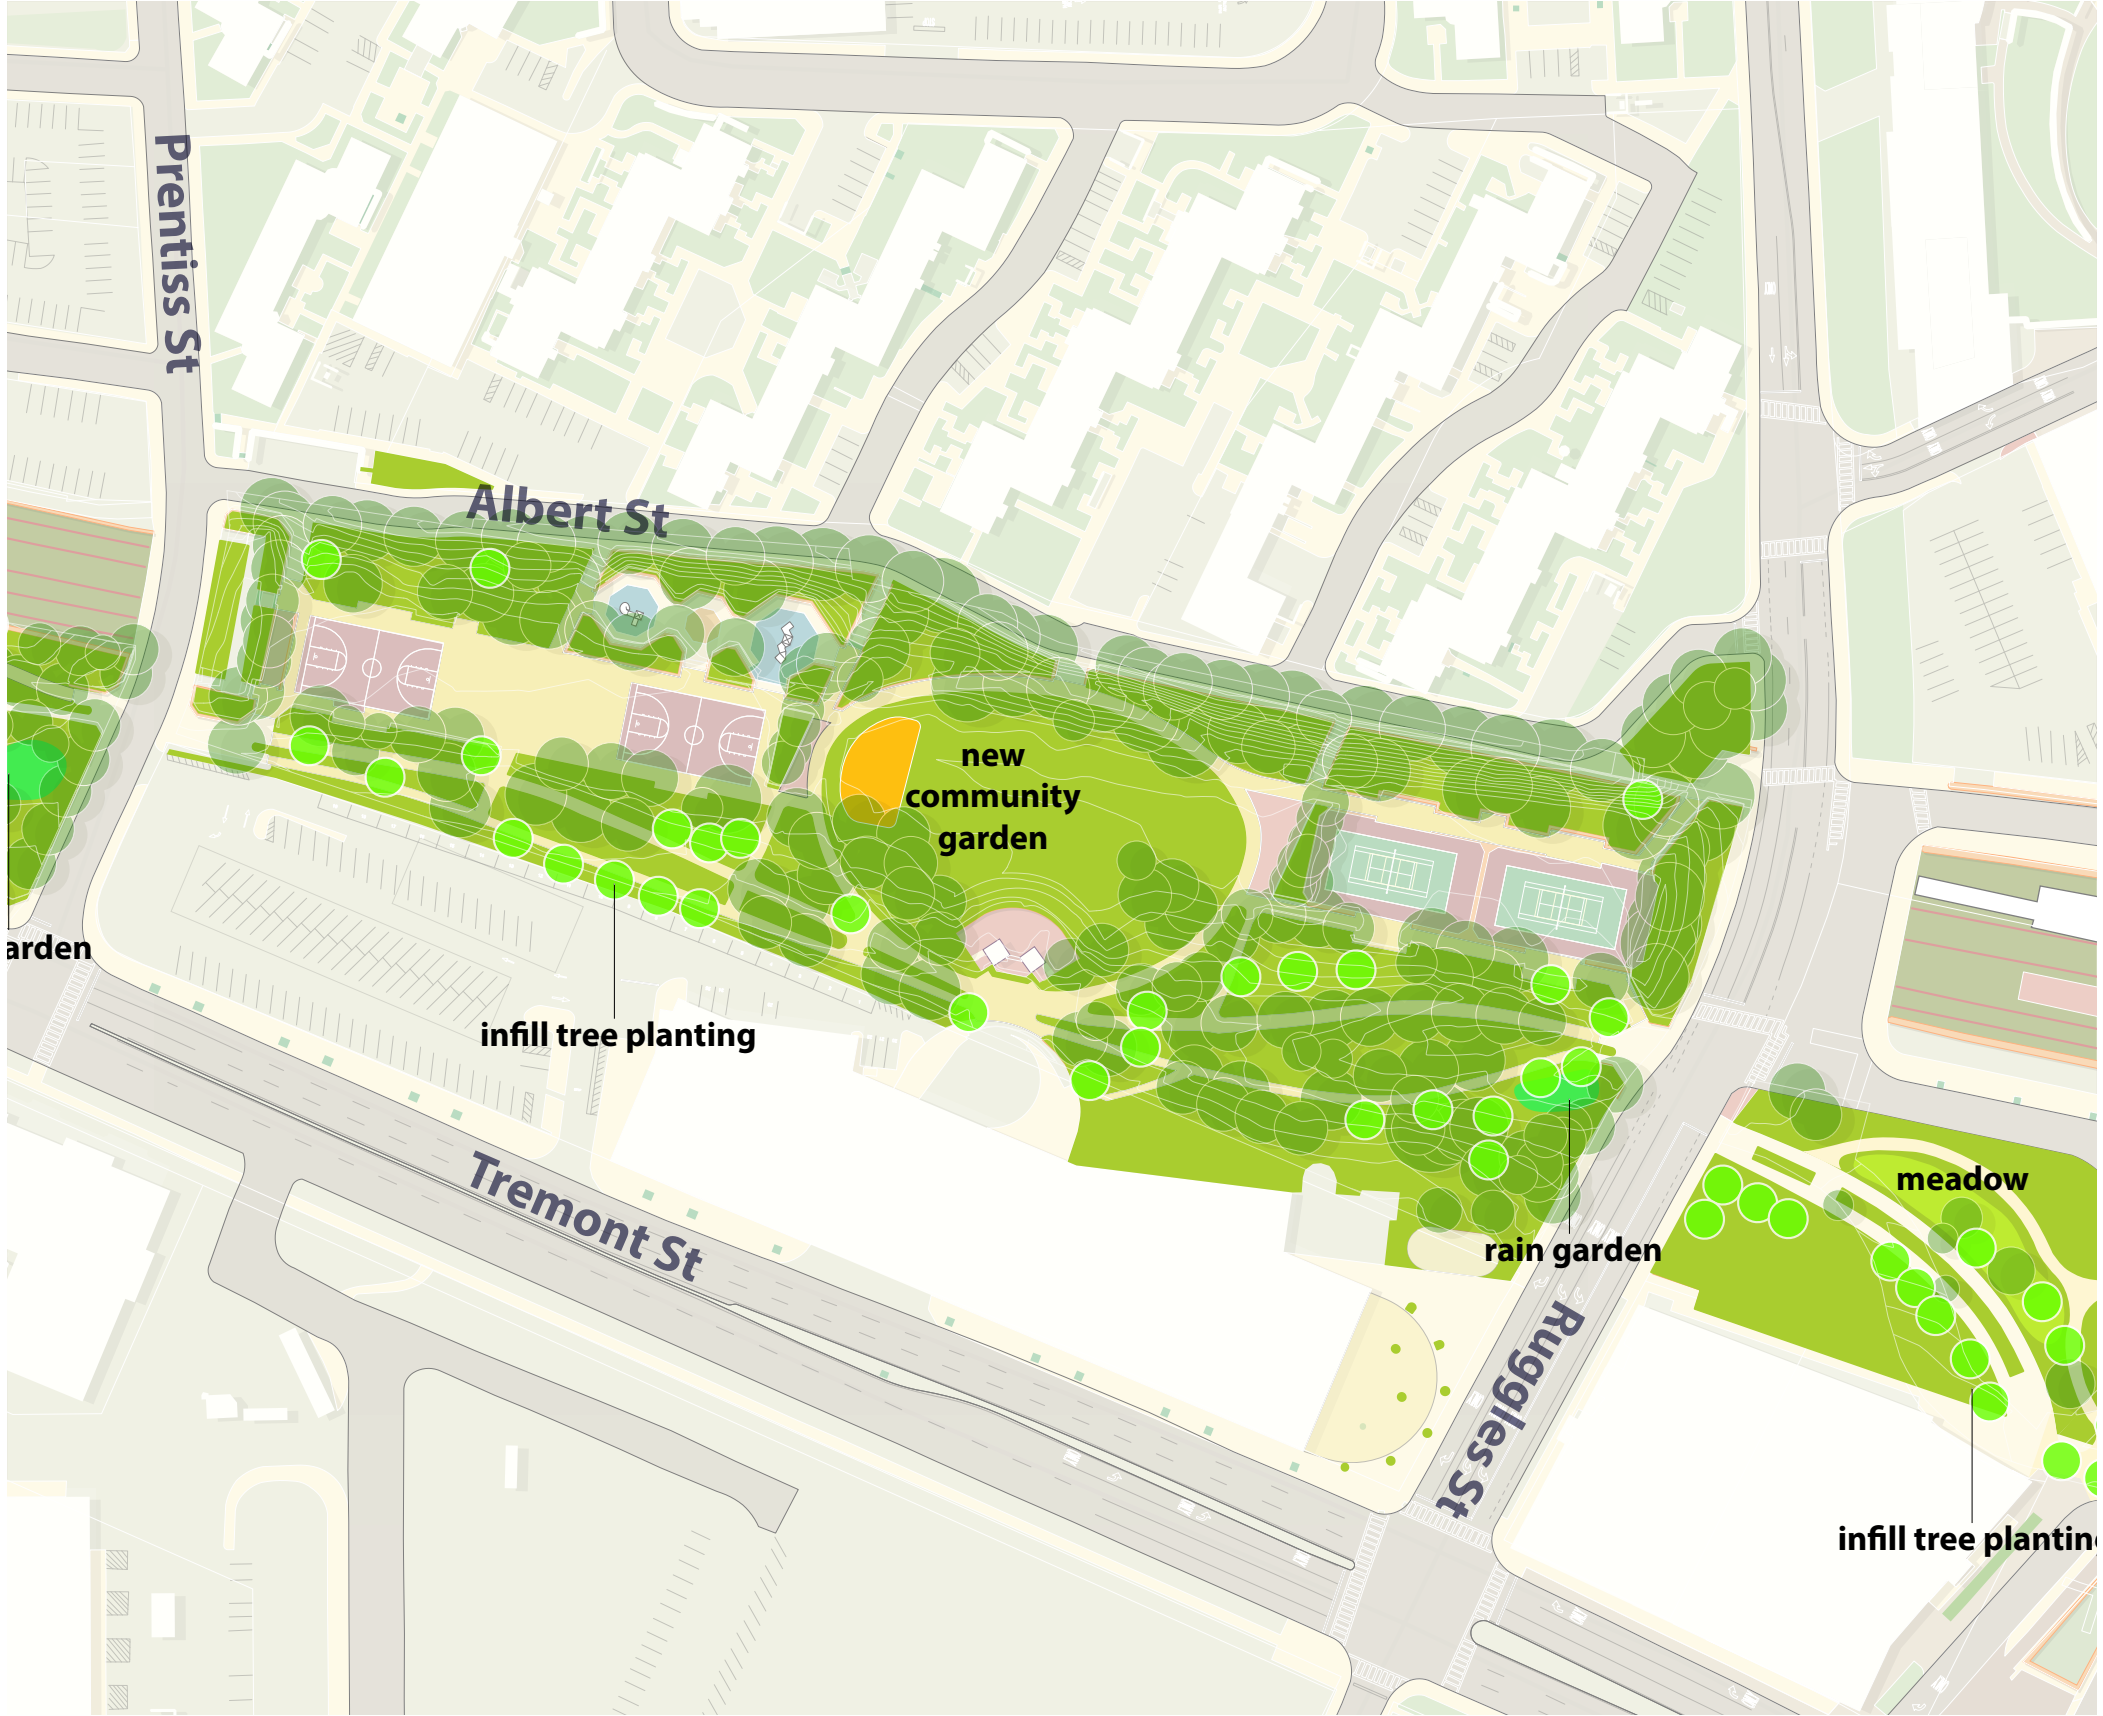 Prentiss St
Albert St
new
community
garden
arden
infill tree planting
meadow
rain garden
Tremont St
Ruggles St
infill tree plantin